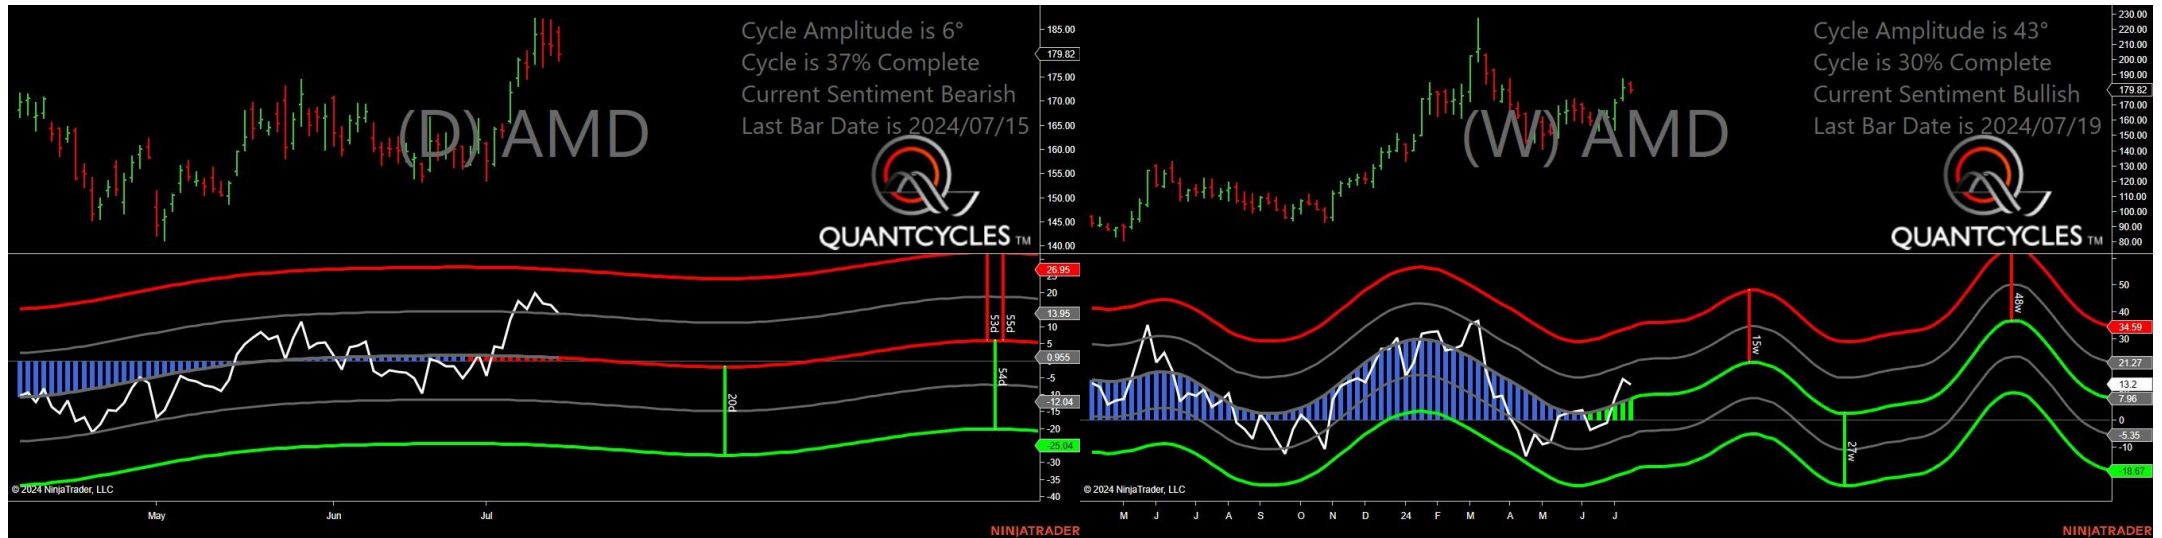 Cycle Amplitude is 6°
Cycle is 37% Complete
Current Sentiment Bearish
Last Bar Date is 2024/07/15
(D) AMD
QUANTCYCLES TM
185.00
179.82
175.00
170.00
165.00
160.00
155.00
150.00
145.00
140.00
26.95
25
20
13.95
10
5
0.955
-5
-10
-12.04
-15
-20
-25.04
-30
-35
-40
20d
53d
55d
54d
© 2024 NinjaTrader, LLC
May
Jun
Jul
NINJATRADER
Cycle Amplitude is 43°
Cycle is 30% Complete
Current Sentiment Bullish
Last Bar Date is 2024/07/19
(W) AMD
QUANTCYCLES TM
230.00
220.00
210.00
200.00
190.00
179.82
170.00
160.00
150.00
140.00
130.00
120.00
110.00
100.00
90.00
80.00
50
40
34.59
30
21.27
13.2
7.96
0
-5.35
-10
-18.67
15w
27w
48w
© 2024 NinjaTrader, LLC
M
J
J
A
S
O
N
D
24
F
M
A
M
J
J
NINJATRADER